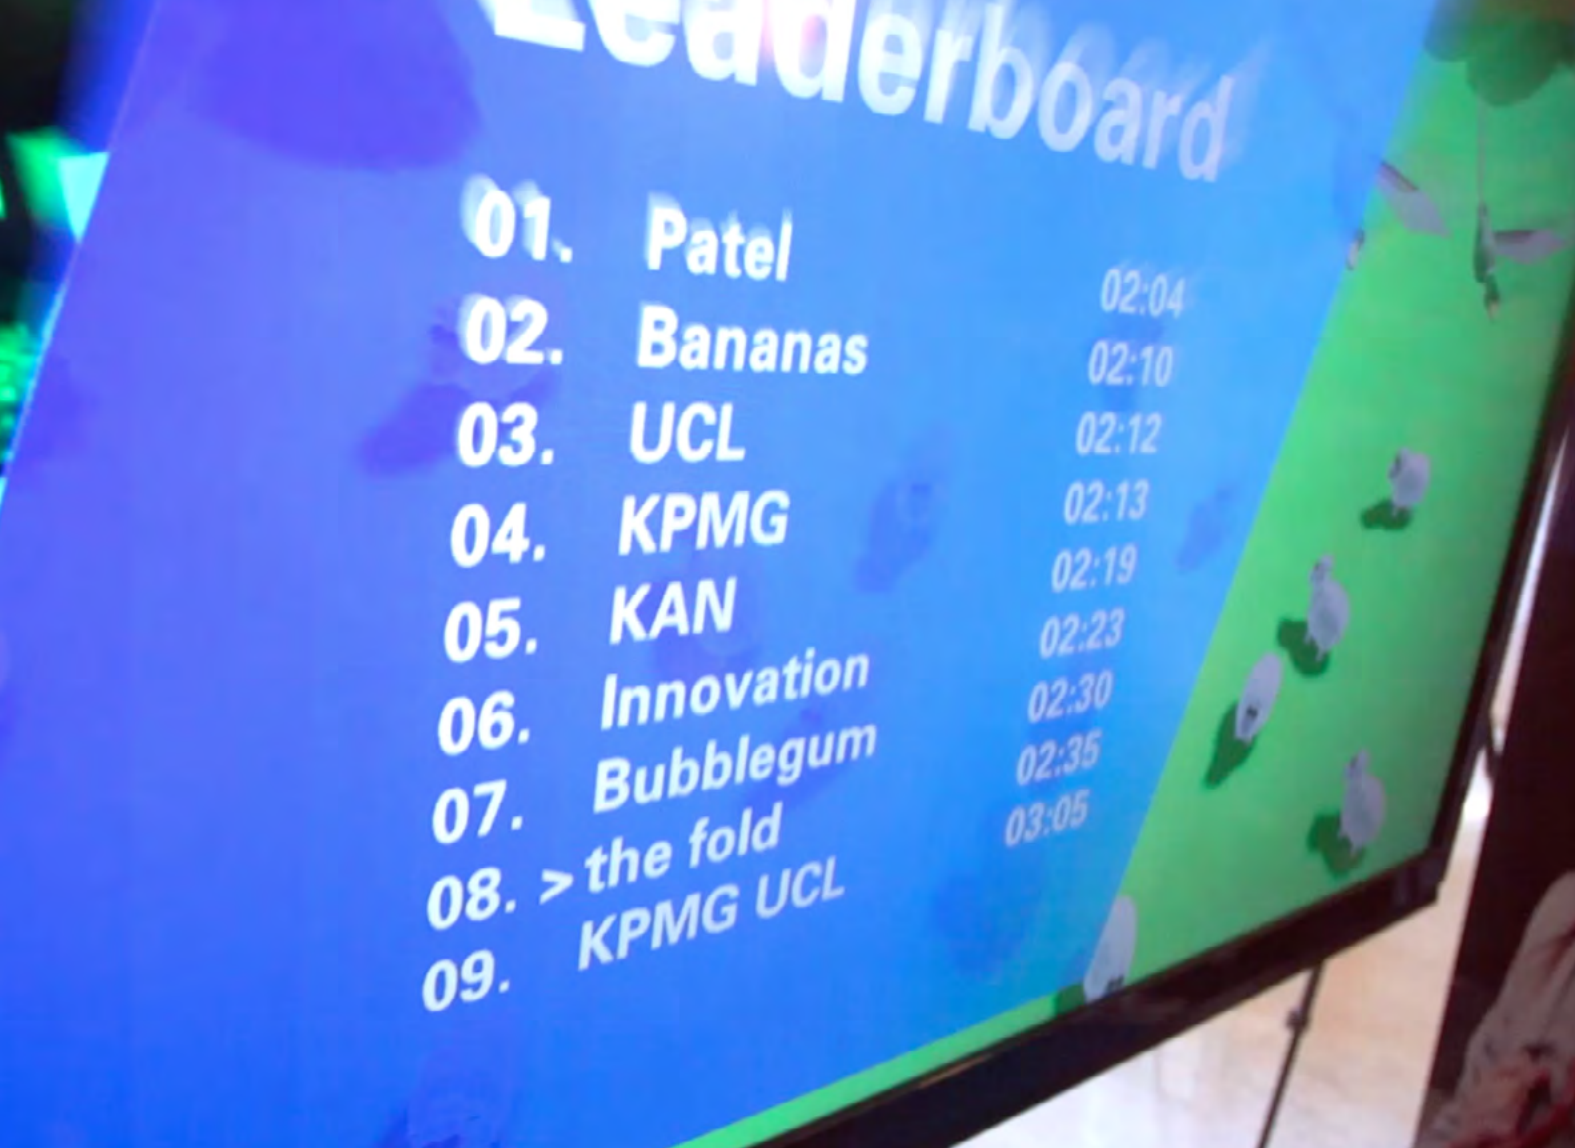 Leaderboard
01. Patel 02:04
02. Bananas 02:10
03. UCL 02:12
04. KPMG 02:13
05. KAN 02:19
06. Innovation 02:23
07. Bubblegum 02:30
08. > the fold 02:35
09. KPMG UCL 03:05